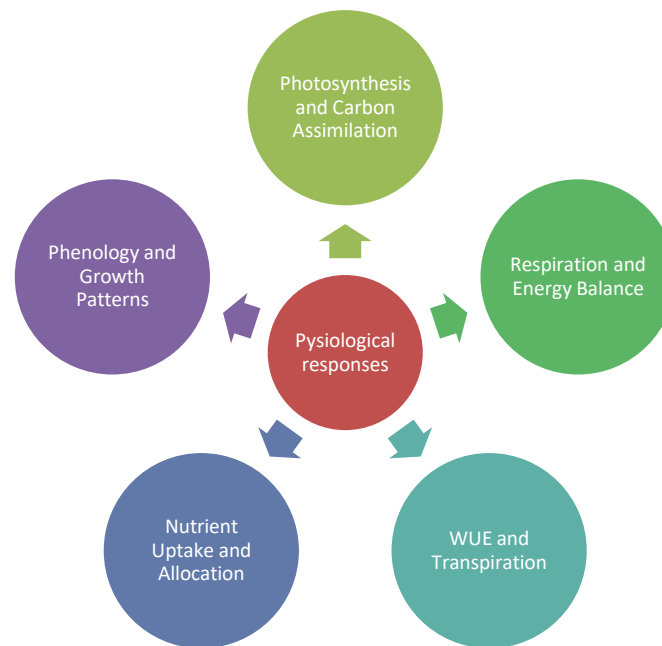 Photosynthesis
and Carbon
Assimilation
Phenology and
Growth
Patterns
Respiration and
Energy Balance
Pysiological
responses
Nutrient
Uptake and
Allocation
WUE and
Transpiration